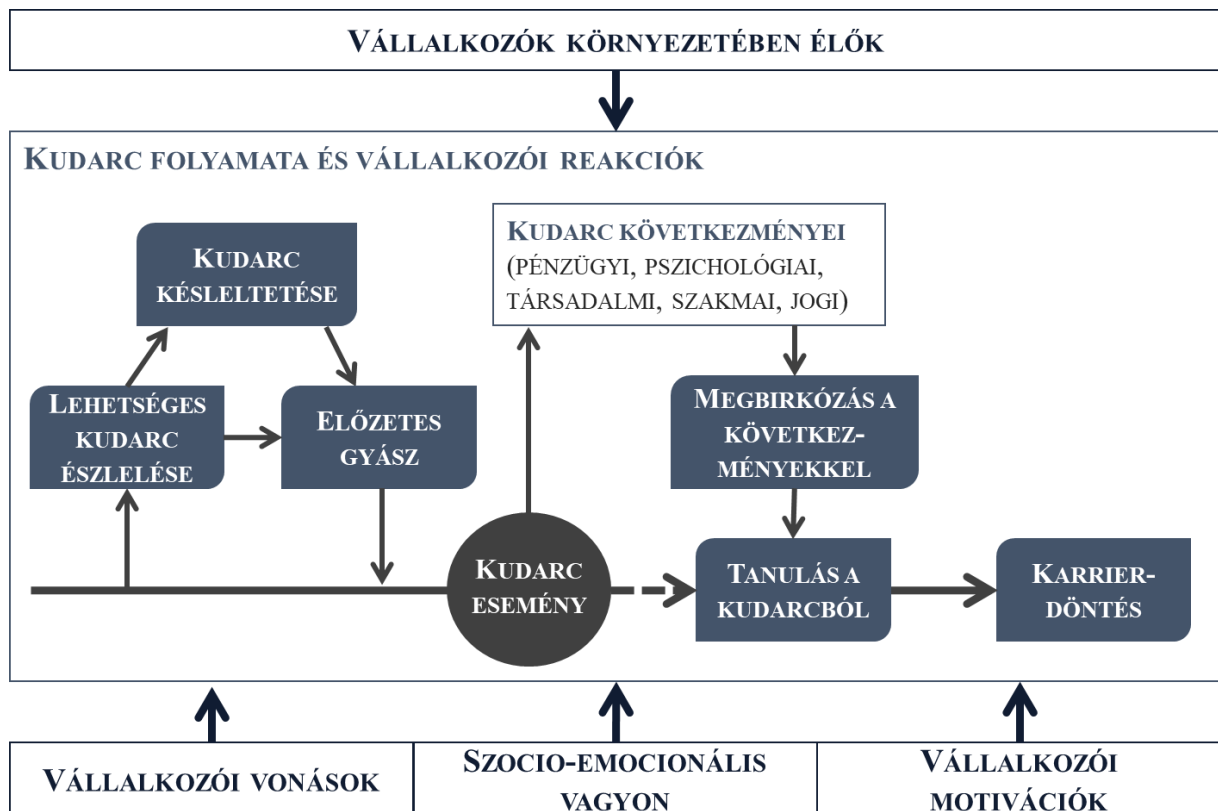 VÁLLALKOZÓK KÖRNYEZETÉBEN ÉLŐK
KUDARC FOLYAMATA ÉS VÁLLALKOZÓI REAKCIÓK
KUDARC
KÉSLELTETÉSE
LEHETSÉGES
KUDARC
ÉSZLELÉSE
ELŐZETES
GYÁSZ
KUDARC KÖVETKEZMÉNYEI
(PÉNZÜGYI, PSZICHOLÓGIAI,
TÁRSADALMI, SZAKMAI, JOGI)
MEGBIRKÓZÁS A
KÖVETKEZ-
MÉNYEKKEL
KUDARC
ESEMÉNY
TANULÁS A
KUDARCBÓL
KARRIER-
DÖNTÉS
VÁLLALKOZÓI VONÁSOK
SZOCIO-EMOCIONÁLIS
VAGYON
VÁLLALKOZÓI
MOTIVÁCIÓK